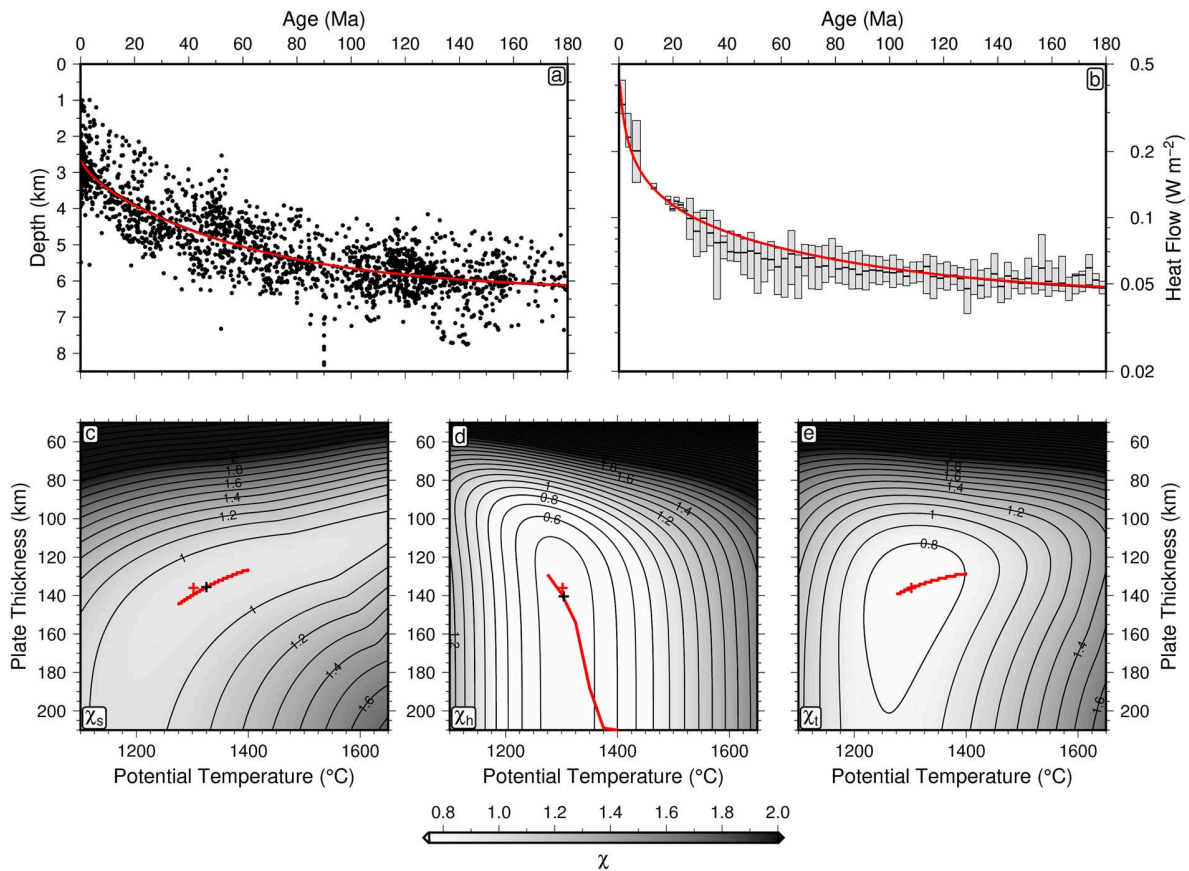 Age (Ma)
0 20 40 60 80 100 120 140 160 180
Age (Ma)
0 20 40 60 80 100 120 140 160 180
0
1
2
3
4
5
6
7
8
Depth (km)
a
b
0.5
0.2
0.1
0.05
0.02
Heat Flow (W m⁻²)
60
80
100
120
140
160
180
200
Plate Thickness (km)
c
2
1.8
1.6
1.4
1.2
1
1
1.2
1.4
1.6
χs
1200 1400 1600
Potential Temperature (°C)
d
1.8
1.6
1
1.4
0.8
1.2
0.6
1.2
χh
1200 1400 1600
Potential Temperature (°C)
e
2
1.8
1.6
1.4
1.2
1
0.8
1.4
1.6
χt
1200 1400 1600
Potential Temperature (°C)
60
80
100
120
140
160
180
200
Plate Thickness (km)
0.8 1.0 1.2 1.4 1.6 1.8 2.0
χ